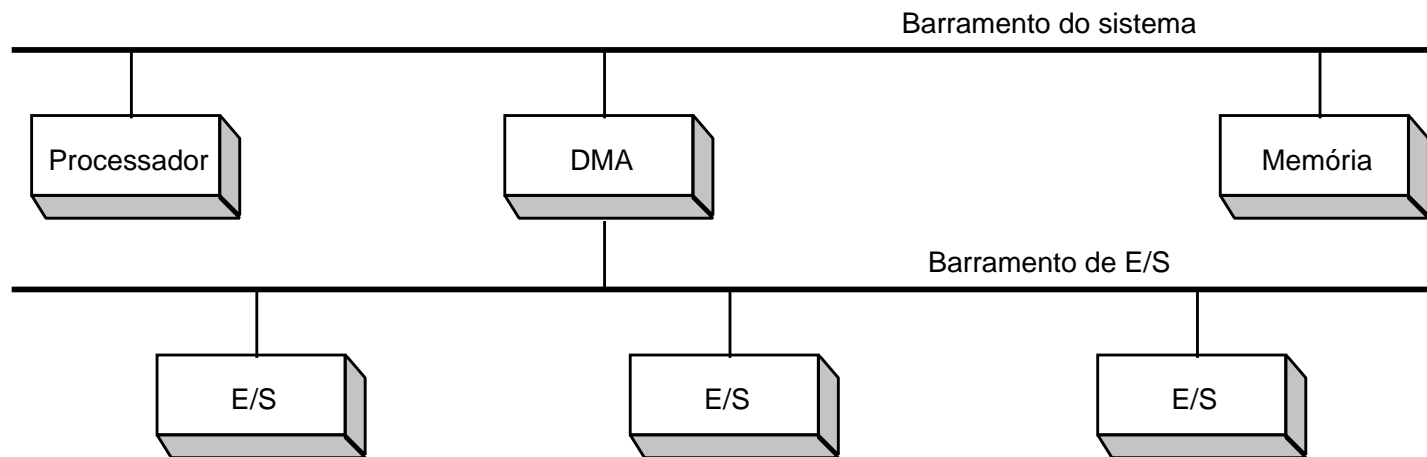 Barramento do sistema
Processador
DMA
Memória
Barramento de E/S
E/S
E/S
E/S